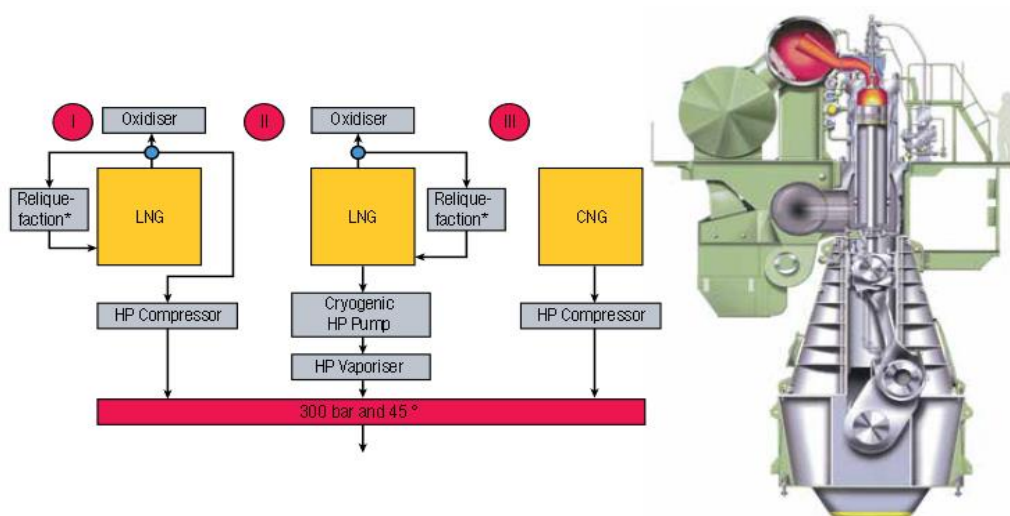 I
Oxidiser
Relique-
faction*
LNG
HP Compressor
II
Oxidiser
LNG
Relique-
faction*
Cryogenic
HP Pump
HP Vaporiser
III
CNG
HP Compressor
300 bar and 45 °